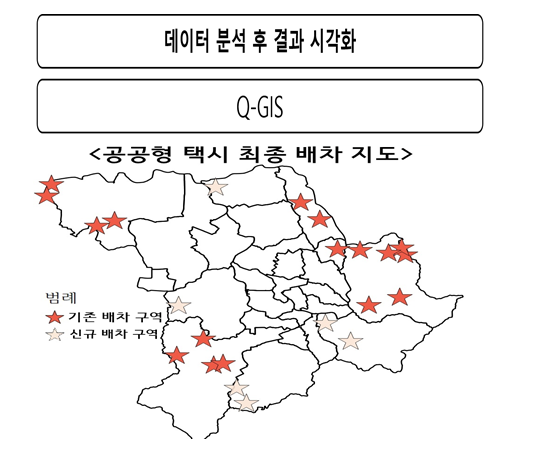 데이터 분석 후 결과 시각화
Q-GIS
<공공형 택시 최종 배차 지도>
범례
기존 배차 구역
신규 배차 구역